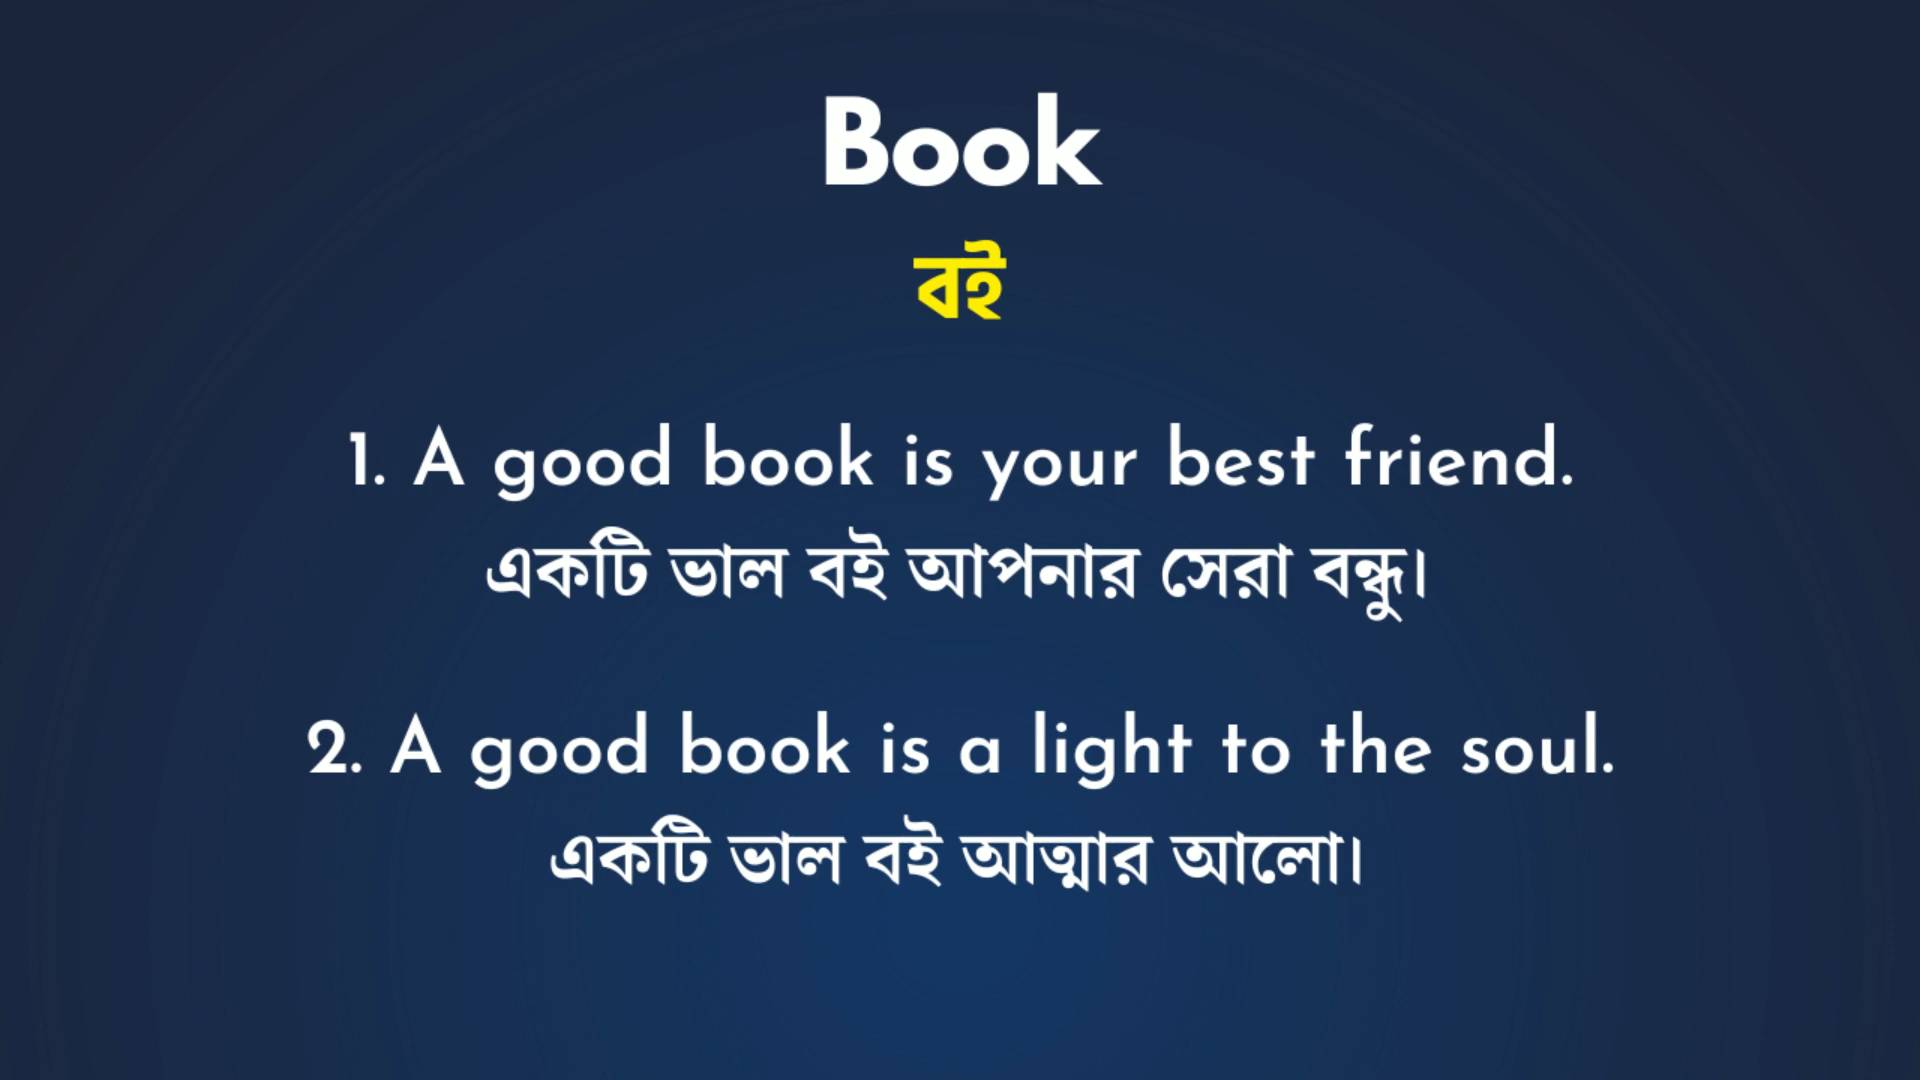 Book
বই
1. A good book is your best friend.
একটি ভাল বই আপনার সেরা বন্ধু।
2. A good book is a light to the soul.
একটি ভাল বই আত্মার আলো।